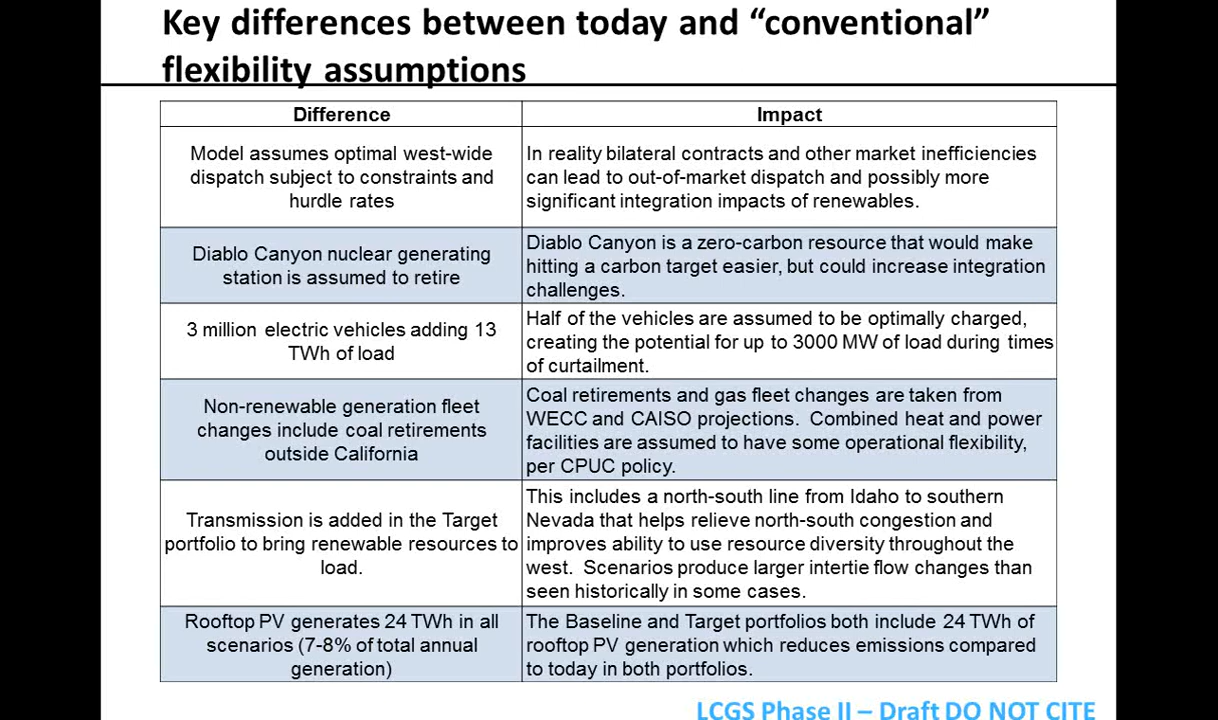 Key differences between today and “conventional”
flexibility assumptions
Difference
Impact
Model assumes optimal west-wide
dispatch subject to constraints and
hurdle rates
In reality bilateral contracts and other market inefficiencies
can lead to out-of-market dispatch and possibly more
significant integration impacts of renewables.
Diablo Canyon nuclear generating
station is assumed to retire
Diablo Canyon is a zero-carbon resource that would make
hitting a carbon target easier, but could increase integration
challenges.
3 million electric vehicles adding 13
TWh of load
Half of the vehicles are assumed to be optimally charged,
creating the potential for up to 3000 MW of load during times
of curtailment.
Non-renewable generation fleet
changes include coal retirements
outside California
Coal retirements and gas fleet changes are taken from
WECC and CAISO projections. Combined heat and power
facilities are assumed to have some operational flexibility,
per CPUC policy.
Transmission is added in the Target
portfolio to bring renewable resources to
load.
This includes a north-south line from Idaho to southern
Nevada that helps relieve north-south congestion and
improves ability to use resource diversity throughout the
west. Scenarios produce larger intertie flow changes than
seen historically in some cases.
Rooftop PV generates 24 TWh in all
scenarios (7-8% of total annual
generation)
The Baseline and Target portfolios both include 24 TWh of
rooftop PV generation which reduces emissions compared
to today in both portfolios.
LCGS Phase II – Draft DO NOT CITE